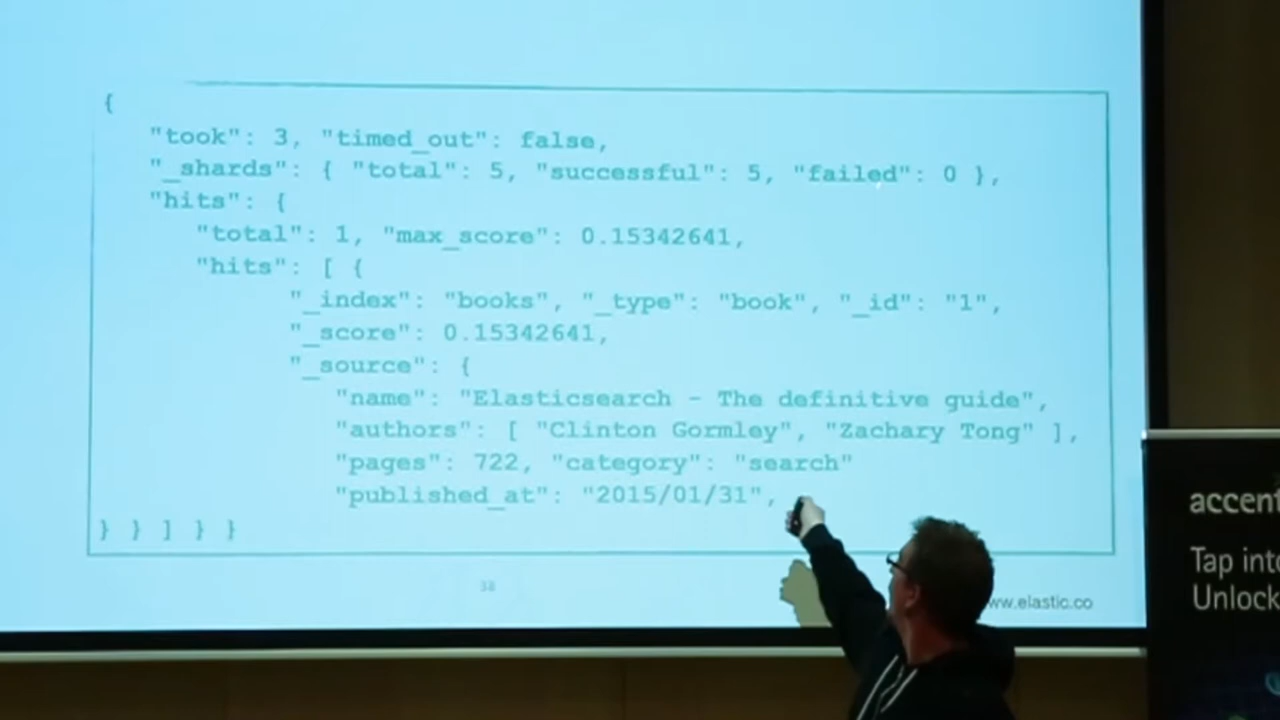 {
"took": 3, "timed_out": false,
"_shards": { "total": 5, "successful": 5, "failed": 0 },
"hits": {
"total": 1, "max_score": 0.15342641,
"hits": [ {
"_index": "books", "_type": "book", "_id": "1",
"_score": 0.15342641,
"_source": {
"name": "Elasticsearch - The definitive guide",
"authors": [ "Clinton Gormley", "Zachary Tong" ],
"pages": 722, "category": "search"
"published_at": "2015/01/31",
} } ] } }
38
ww.elastic.co
accent
Tap into
Unlock